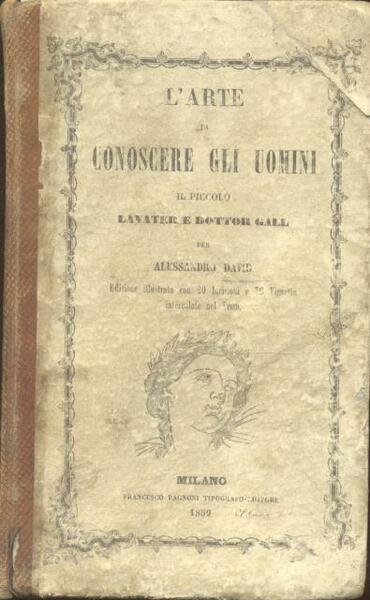 L'ARTE
DI
CONOSCERE GLI UOMINI
IL PICCOLO
LAVATER E DOTTOR GALL
PER
ALESSANDRO DAVID
Edizione illustrata con 20 Incisioni e Vignette
intercalate nel Testo.
MILANO
FRANCESCO PAGNONI TIPOGRAFO-EDITORE
1859